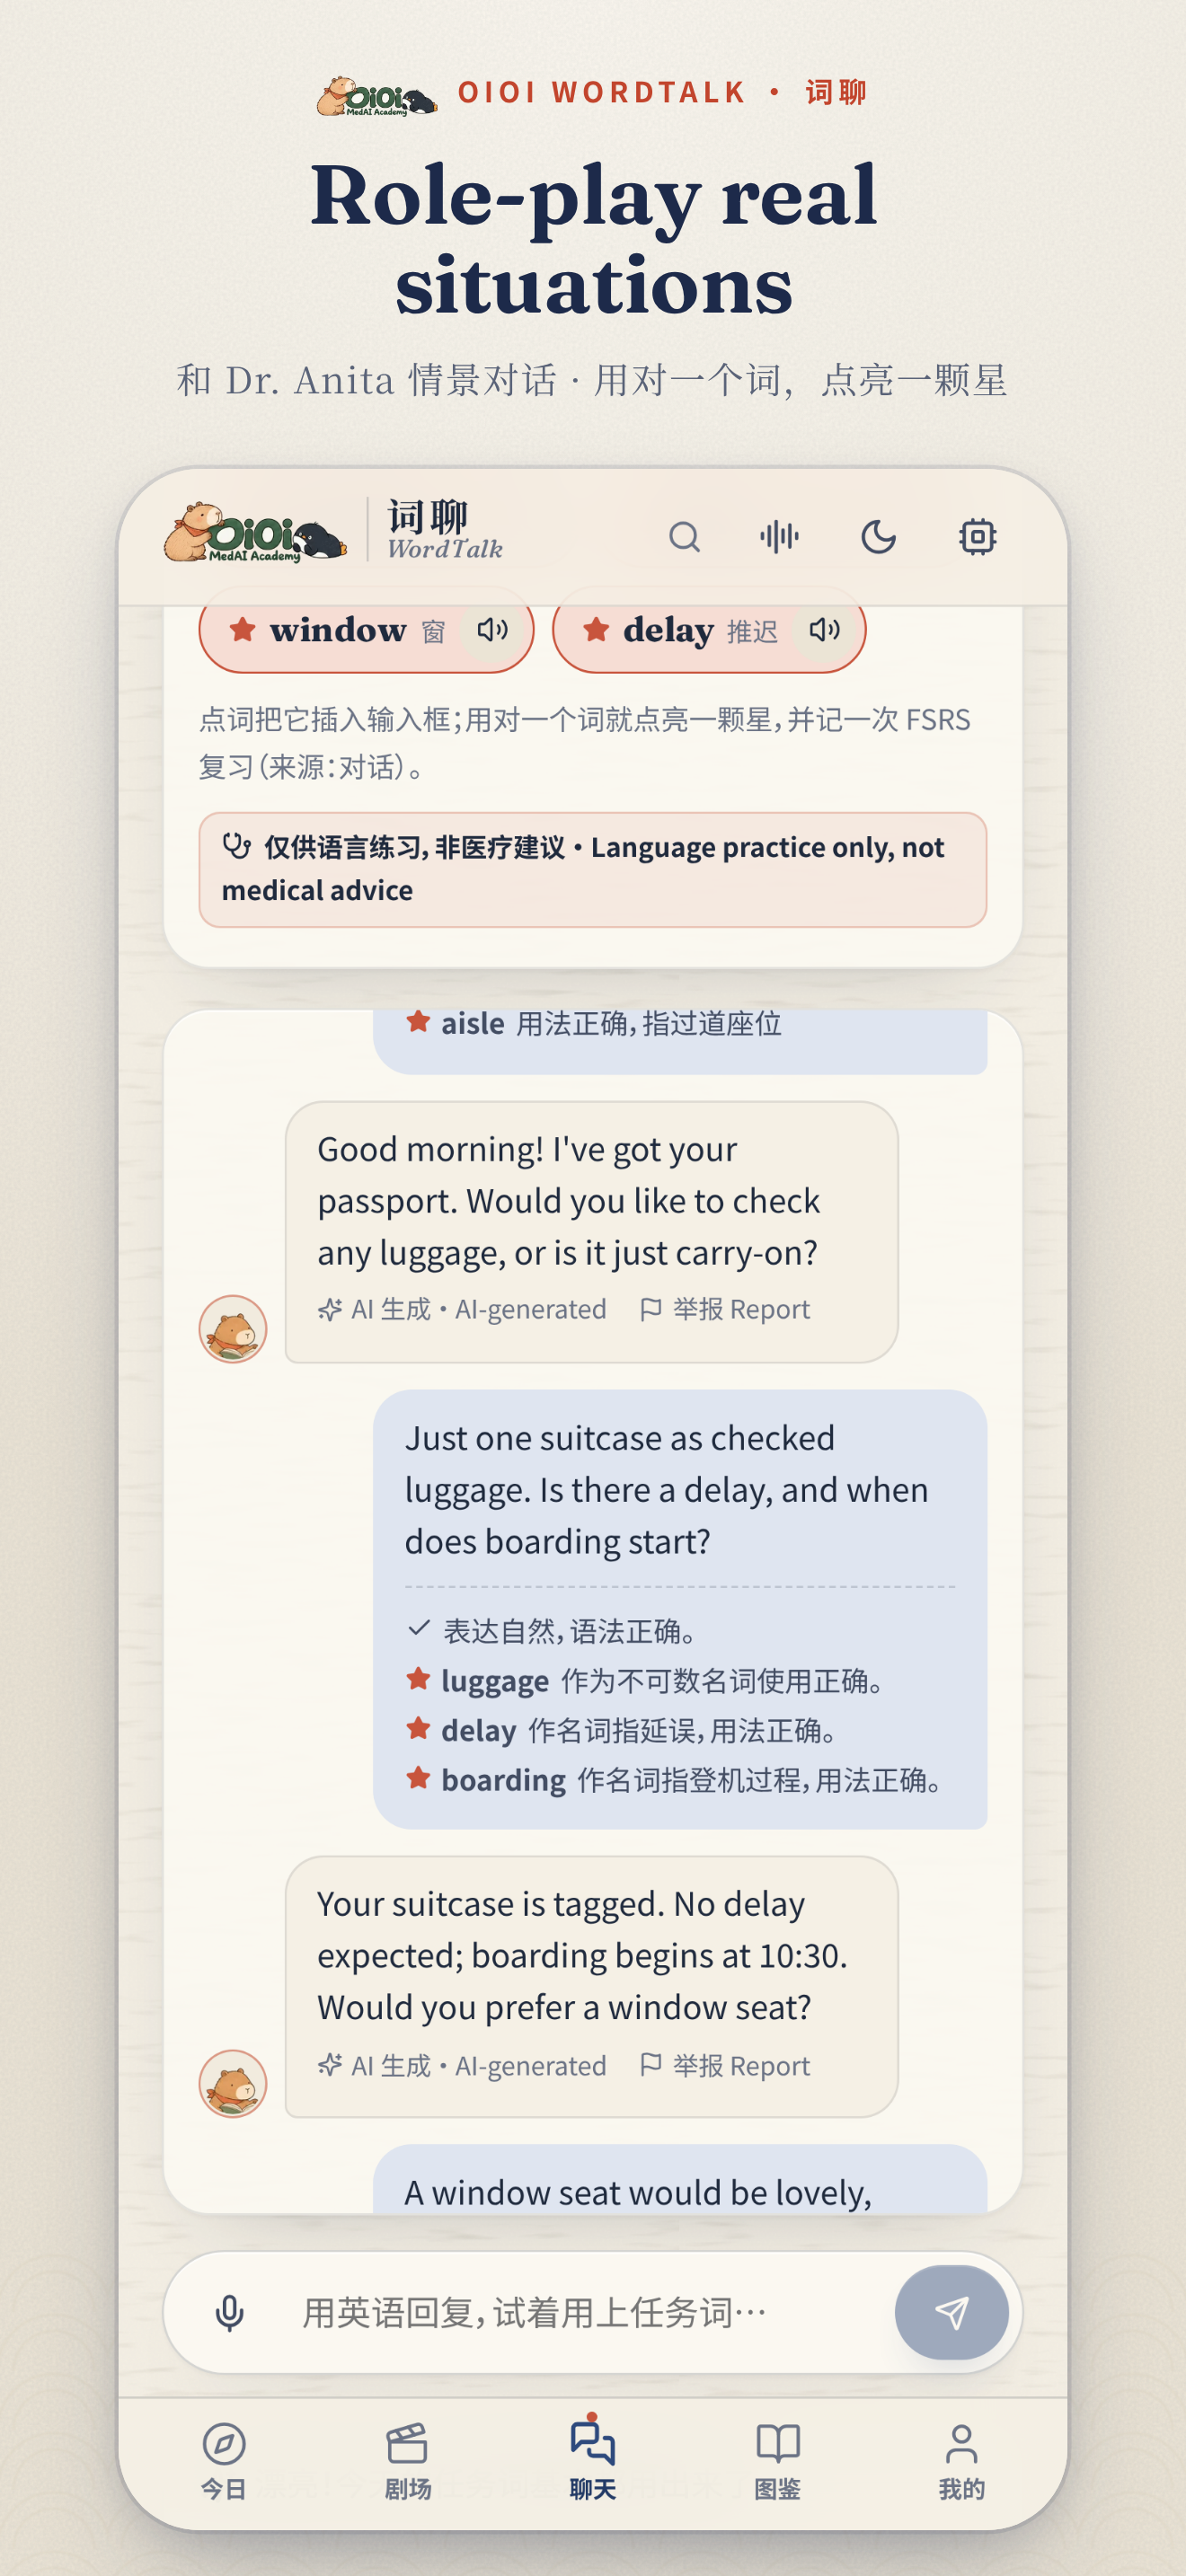 OiOi MedAI Academy OIOI WORDTALK · 词聊
Role-play real
situations
和 Dr. Anita 情景对话 · 用对一个词，点亮一颗星
OiOi MedAI Academy 词聊
WordTalk
window 窗 delay 推迟
点词把它插入输入框；用对一个词就点亮一颗星，并记一次 FSRS
复习（来源：对话）。
仅供语言练习，非医疗建议 · Language practice only, not
medical advice
aisle 用法正确，指过道座位
Good morning! I've got your
passport. Would you like to check
any luggage, or is it just carry-on?
AI 生成 · AI-generated 举报 Report
Just one suitcase as checked
luggage. Is there a delay, and when
does boarding start?
表达自然，语法正确。
luggage 作为不可数名词使用正确。
delay 作名词指延误，用法正确。
boarding 作名词指登机过程，用法正确。
Your suitcase is tagged. No delay
expected; boarding begins at 10:30.
Would you prefer a window seat?
AI 生成 · AI-generated 举报 Report
A window seat would be lovely,
用英语回复，试着用上任务词…
今日 剧场 聊天 图鉴 我的